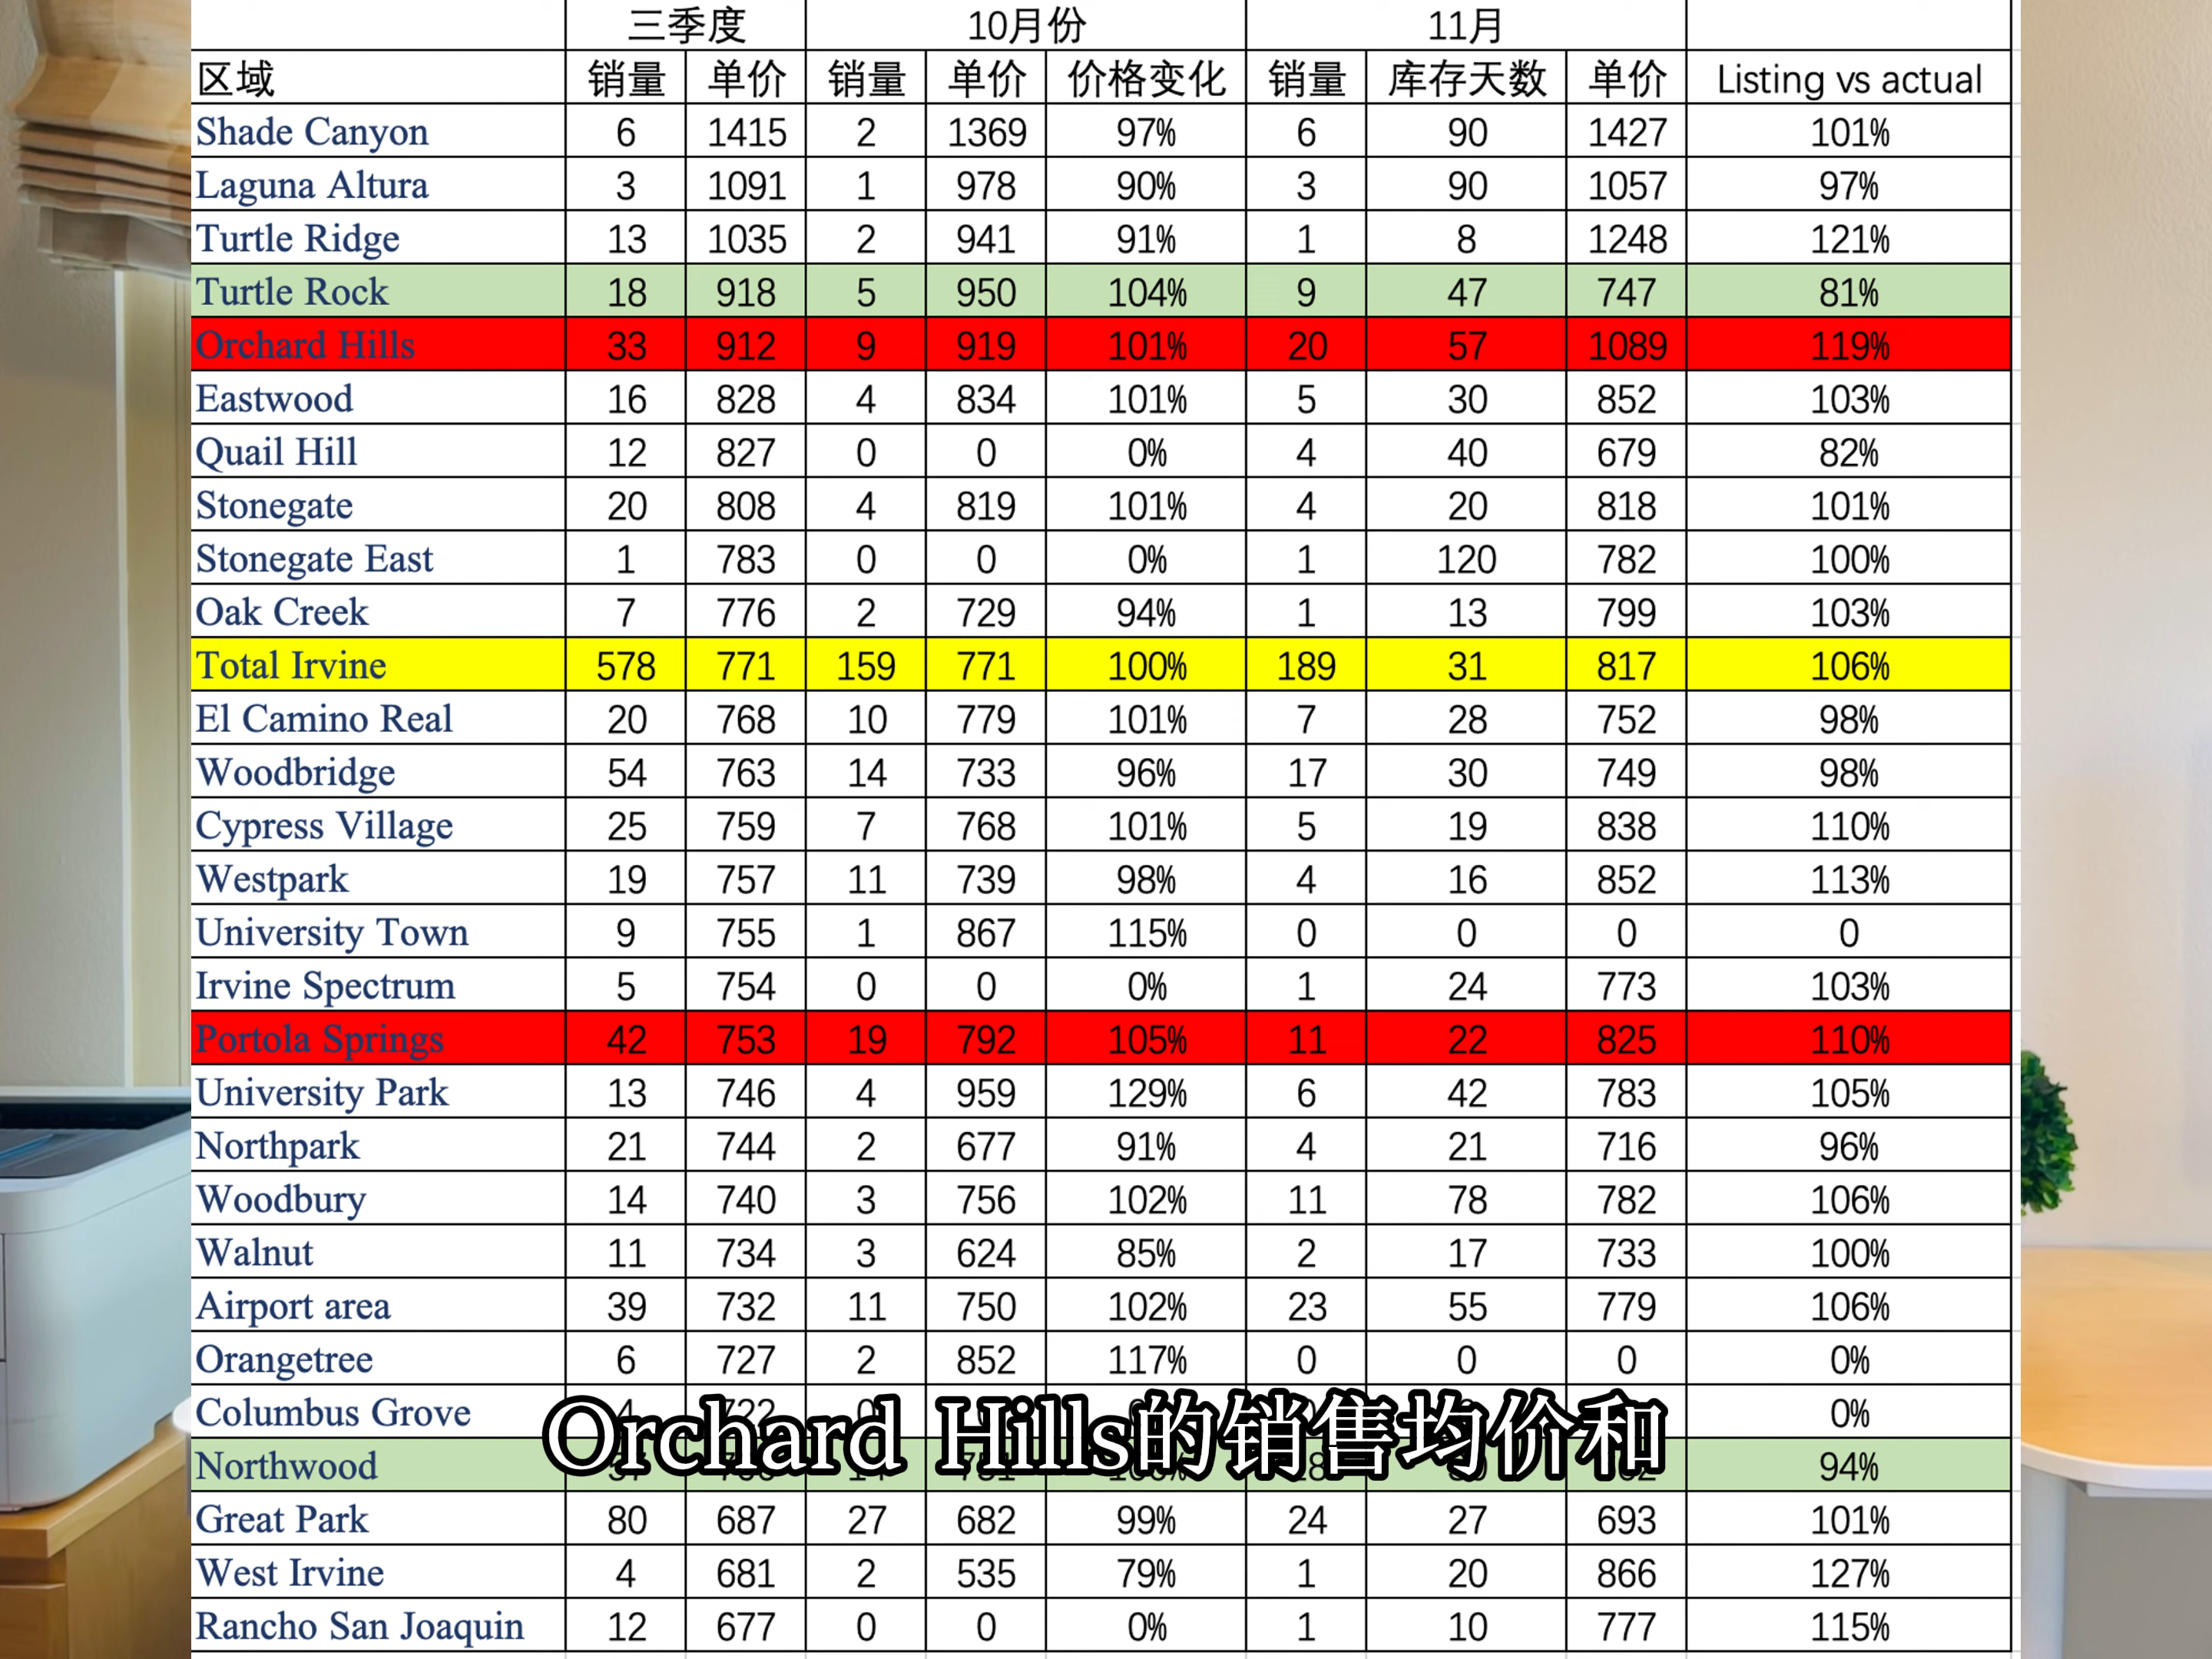 三季度 10月份 11月
区域 销量 单价 销量 单价 价格变化 销量 库存天数 单价 Listing vs actual
Shade Canyon 6 1415 2 1369 97% 6 90 1427 101%
Laguna Altura 3 1091 1 978 90% 3 90 1057 97%
Turtle Ridge 13 1035 2 941 91% 1 8 1248 121%
Turtle Rock 18 918 5 950 104% 9 47 747 81%
Orchard Hills 33 912 9 919 101% 20 57 1089 119%
Eastwood 16 828 4 834 101% 5 30 852 103%
Quail Hill 12 827 0 0 0% 4 40 679 82%
Stonegate 20 808 4 819 101% 4 20 818 101%
Stonegate East 1 783 0 0 0% 1 120 782 100%
Oak Creek 7 776 2 729 94% 1 13 799 103%
Total Irvine 578 771 159 771 100% 189 31 817 106%
El Camino Real 20 768 10 779 101% 7 28 752 98%
Woodbridge 54 763 14 733 96% 17 30 749 98%
Cypress Village 25 759 7 768 101% 5 19 838 110%
Westpark 19 757 11 739 98% 4 16 852 113%
University Town 9 755 1 867 115% 0 0 0 0
Irvine Spectrum 5 754 0 0 0% 1 24 773 103%
Portola Springs 42 753 19 792 105% 11 22 825 110%
University Park 13 746 4 959 129% 6 42 783 105%
Northpark 21 744 2 677 91% 4 21 716 96%
Woodbury 14 740 3 756 102% 11 78 782 106%
Walnut 11 734 3 624 85% 2 17 733 100%
Airport area 39 732 11 750 102% 23 55 779 106%
Orangetree 6 727 2 852 117% 0 0 0 0%
Columbus Grove 0%
Orchard Hills的销售均价和
Northwood 94%
Great Park 80 687 27 682 99% 24 27 693 101%
West Irvine 4 681 2 535 79% 1 20 866 127%
Rancho San Joaquin 12 677 0 0 0% 1 10 777 115%